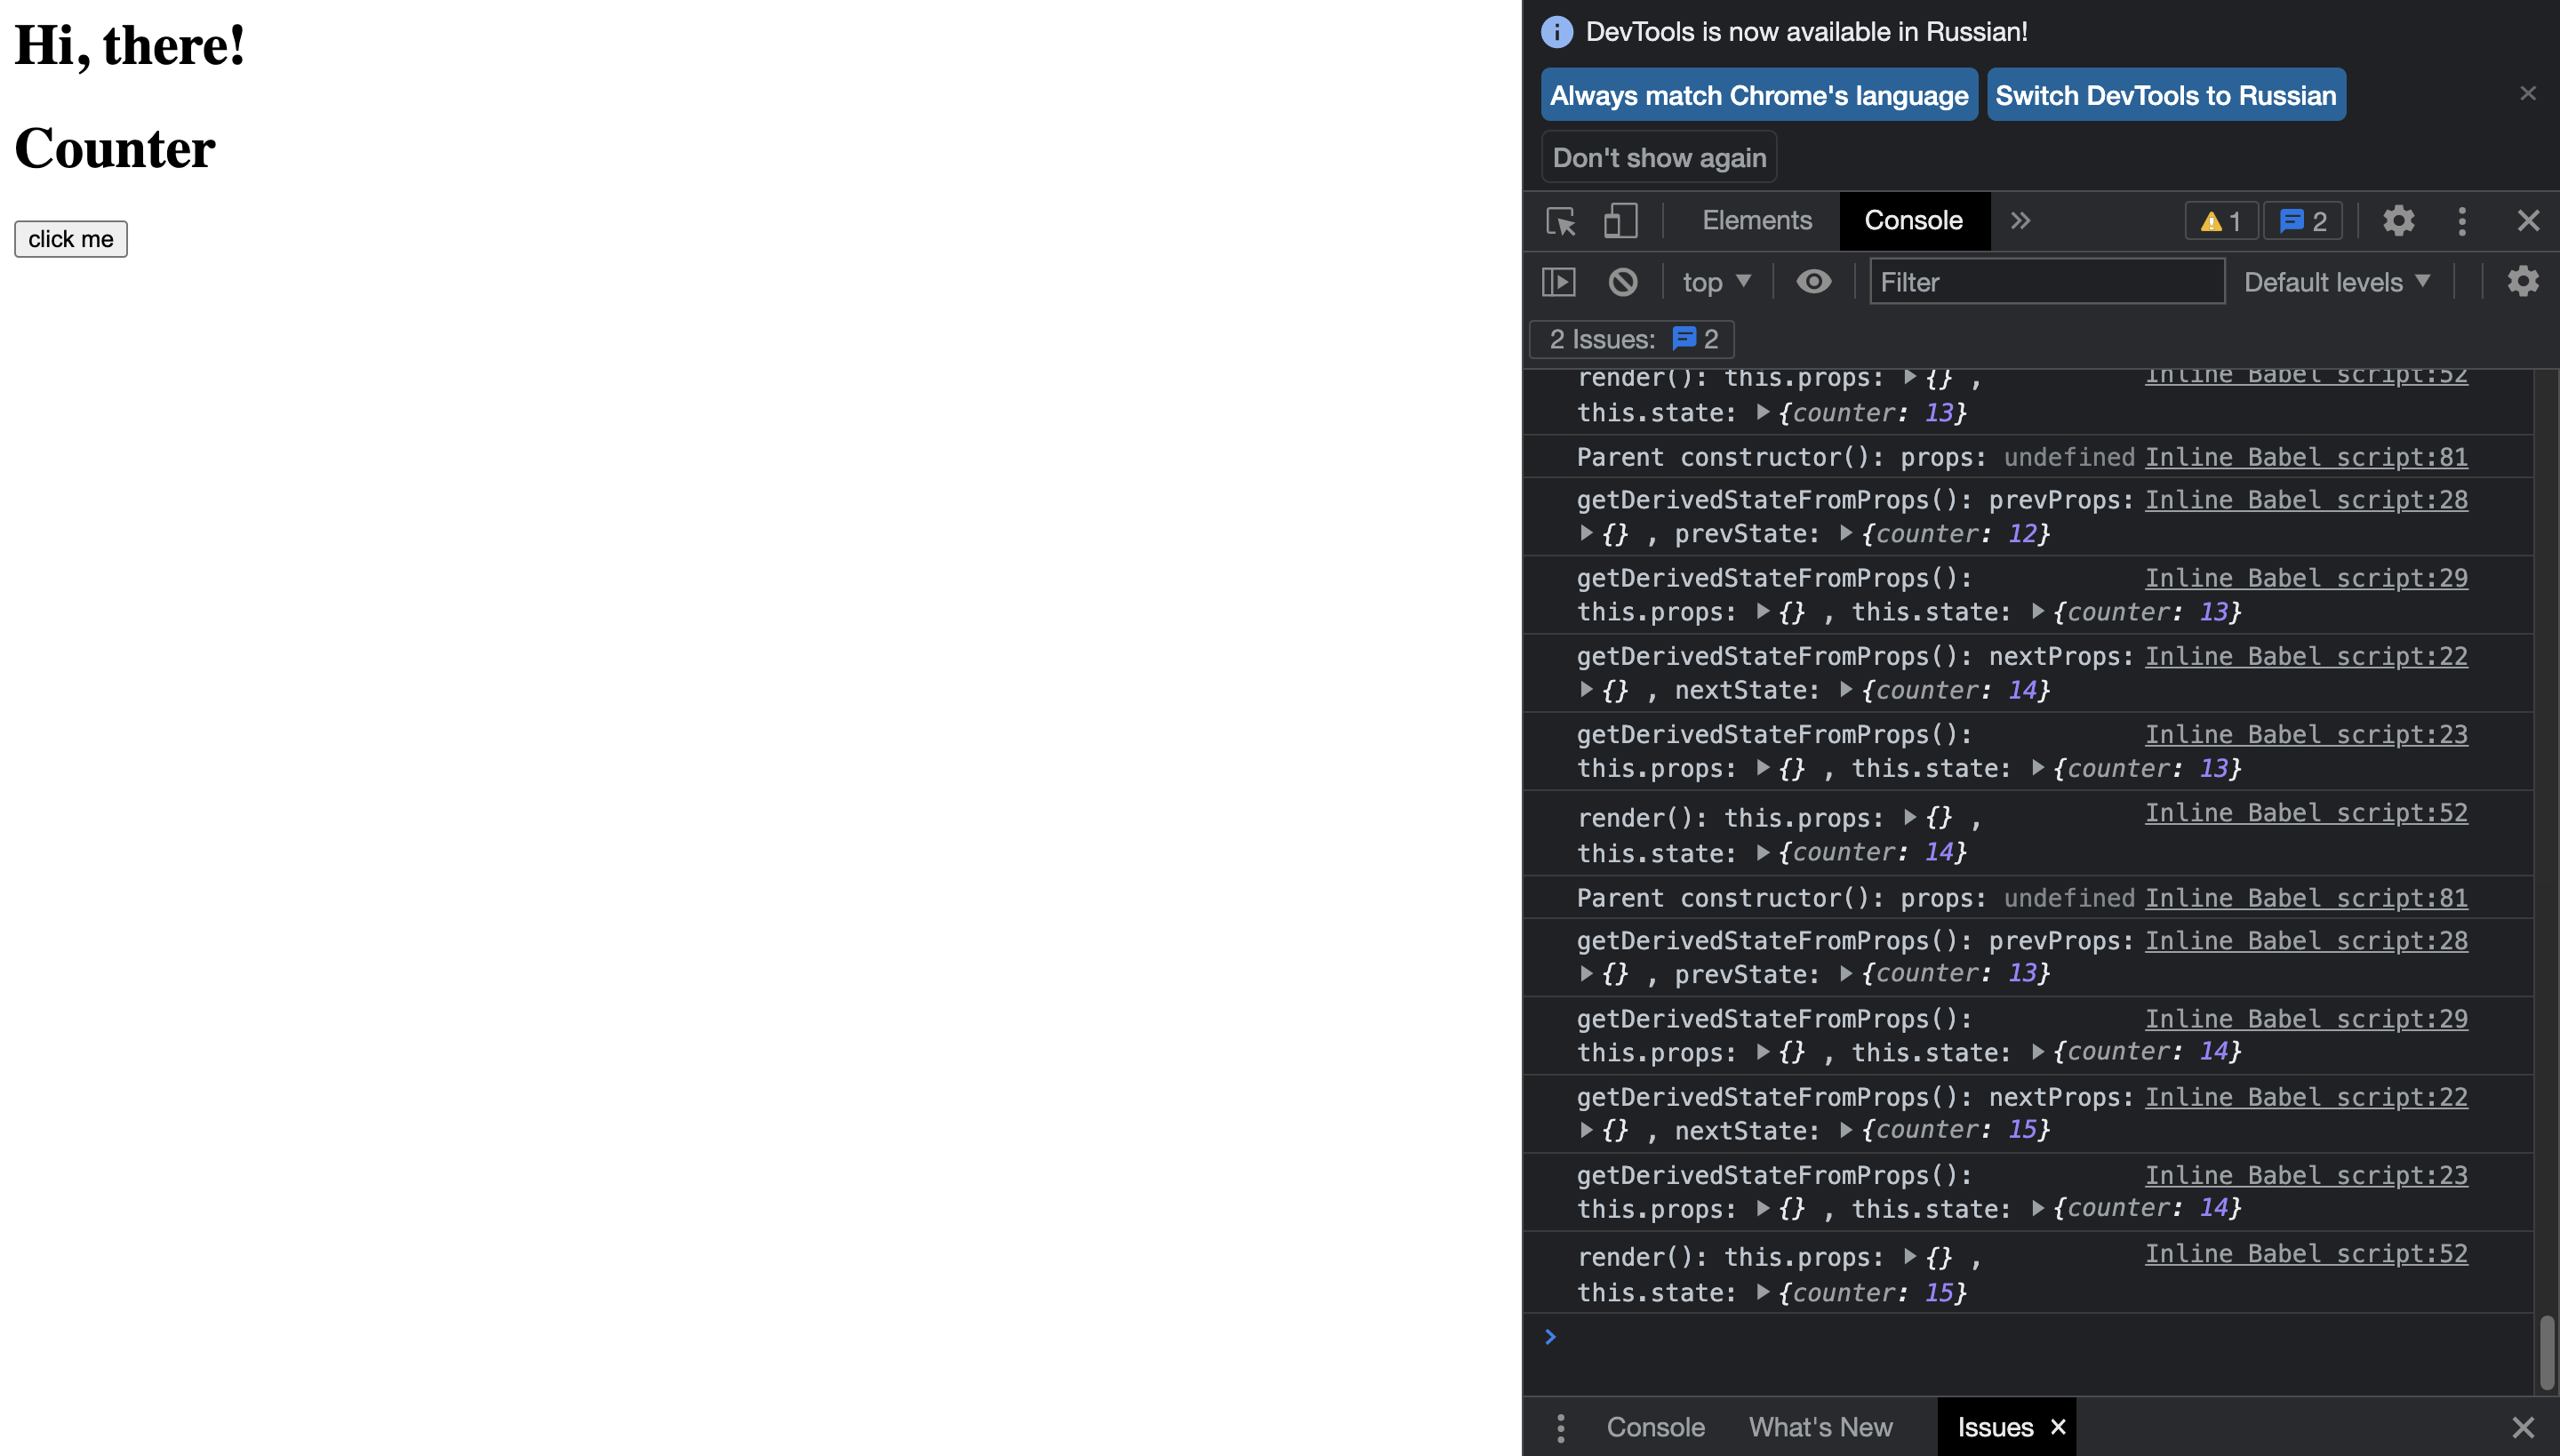 Hi, there!
Counter
click me
DevTools is now available in Russian!
Always match Chrome's language
Switch DevTools to Russian
Don't show again
Elements
Console
1
2
top
Filter
Default levels
2 Issues: 2
render(): this.props: {} , Inline Babel script:52
this.state: {counter: 13}
Parent constructor(): props: undefined Inline Babel script:81
getDerivedStateFromProps(): prevProps: Inline Babel script:28
{} , prevState: {counter: 12}
getDerivedStateFromProps(): Inline Babel script:29
this.props: {} , this.state: {counter: 13}
getDerivedStateFromProps(): nextProps: Inline Babel script:22
{} , nextState: {counter: 14}
getDerivedStateFromProps(): Inline Babel script:23
this.props: {} , this.state: {counter: 13}
render(): this.props: {} , Inline Babel script:52
this.state: {counter: 14}
Parent constructor(): props: undefined Inline Babel script:81
getDerivedStateFromProps(): prevProps: Inline Babel script:28
{} , prevState: {counter: 13}
getDerivedStateFromProps(): Inline Babel script:29
this.props: {} , this.state: {counter: 14}
getDerivedStateFromProps(): nextProps: Inline Babel script:22
{} , nextState: {counter: 15}
getDerivedStateFromProps(): Inline Babel script:23
this.props: {} , this.state: {counter: 14}
render(): this.props: {} , Inline Babel script:52
this.state: {counter: 15}
Console
What's New
Issues